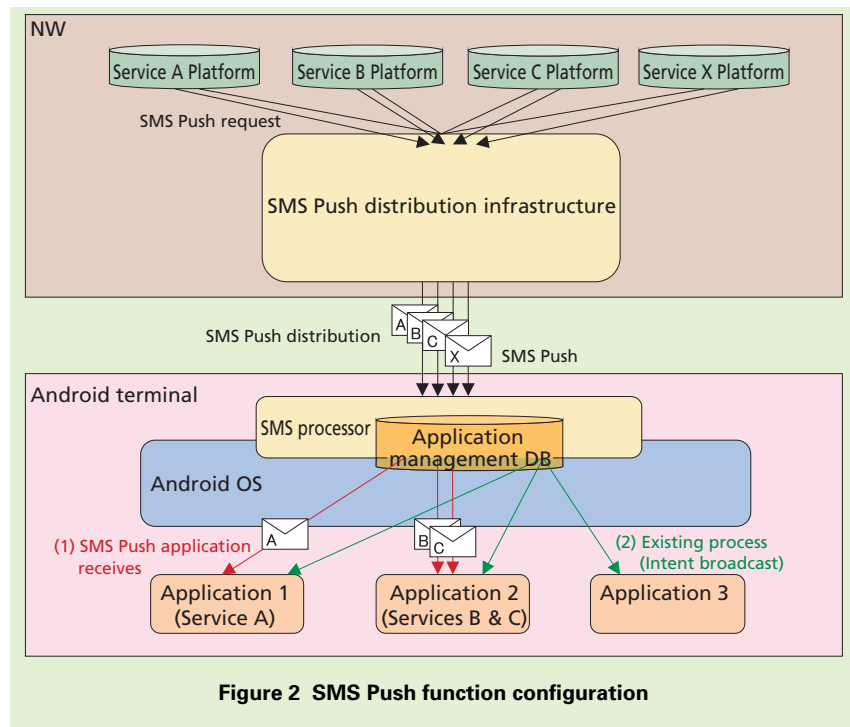 NW
Service A Platform
Service B Platform
Service C Platform
Service X Platform
SMS Push request
SMS Push distribution infrastructure
SMS Push distribution
A
B
C
X
SMS Push
Android terminal
SMS processor
Application
management DB
Android OS
A
B
C
(1) SMS Push application
receives
(2) Existing process
(Intent broadcast)
Application 1
(Service A)
Application 2
(Services B & C)
Application 3
Figure 2 SMS Push function configuration